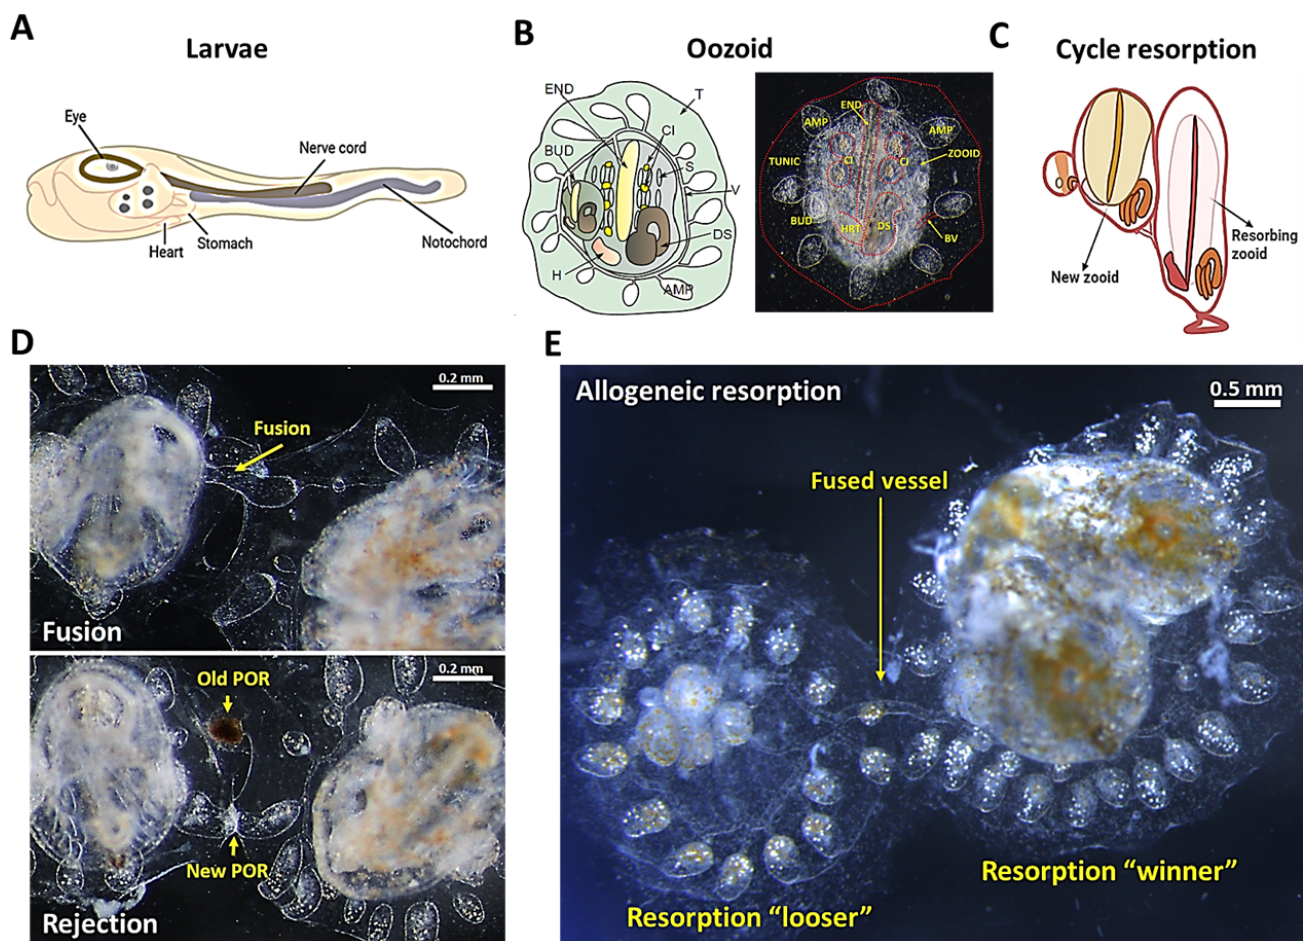 A
Larvae
Eye
Nerve cord
Heart
Stomach
Notochord
B
Oozoid
END
T
CI
BUD
S
V
DS
H
AMP
END
AMP
AMP
CI
CI
ZOOID
TUNIC
BUD
HRT
DS
BV
C
Cycle resorption
New zooid
Resorbing
zooid
D
0.2 mm
Fusion
Fusion
Old POR
0.2 mm
New POR
Rejection
E
Allogeneic resorption
0.5 mm
Fused vessel
Resorption “winner”
Resorption “looser”